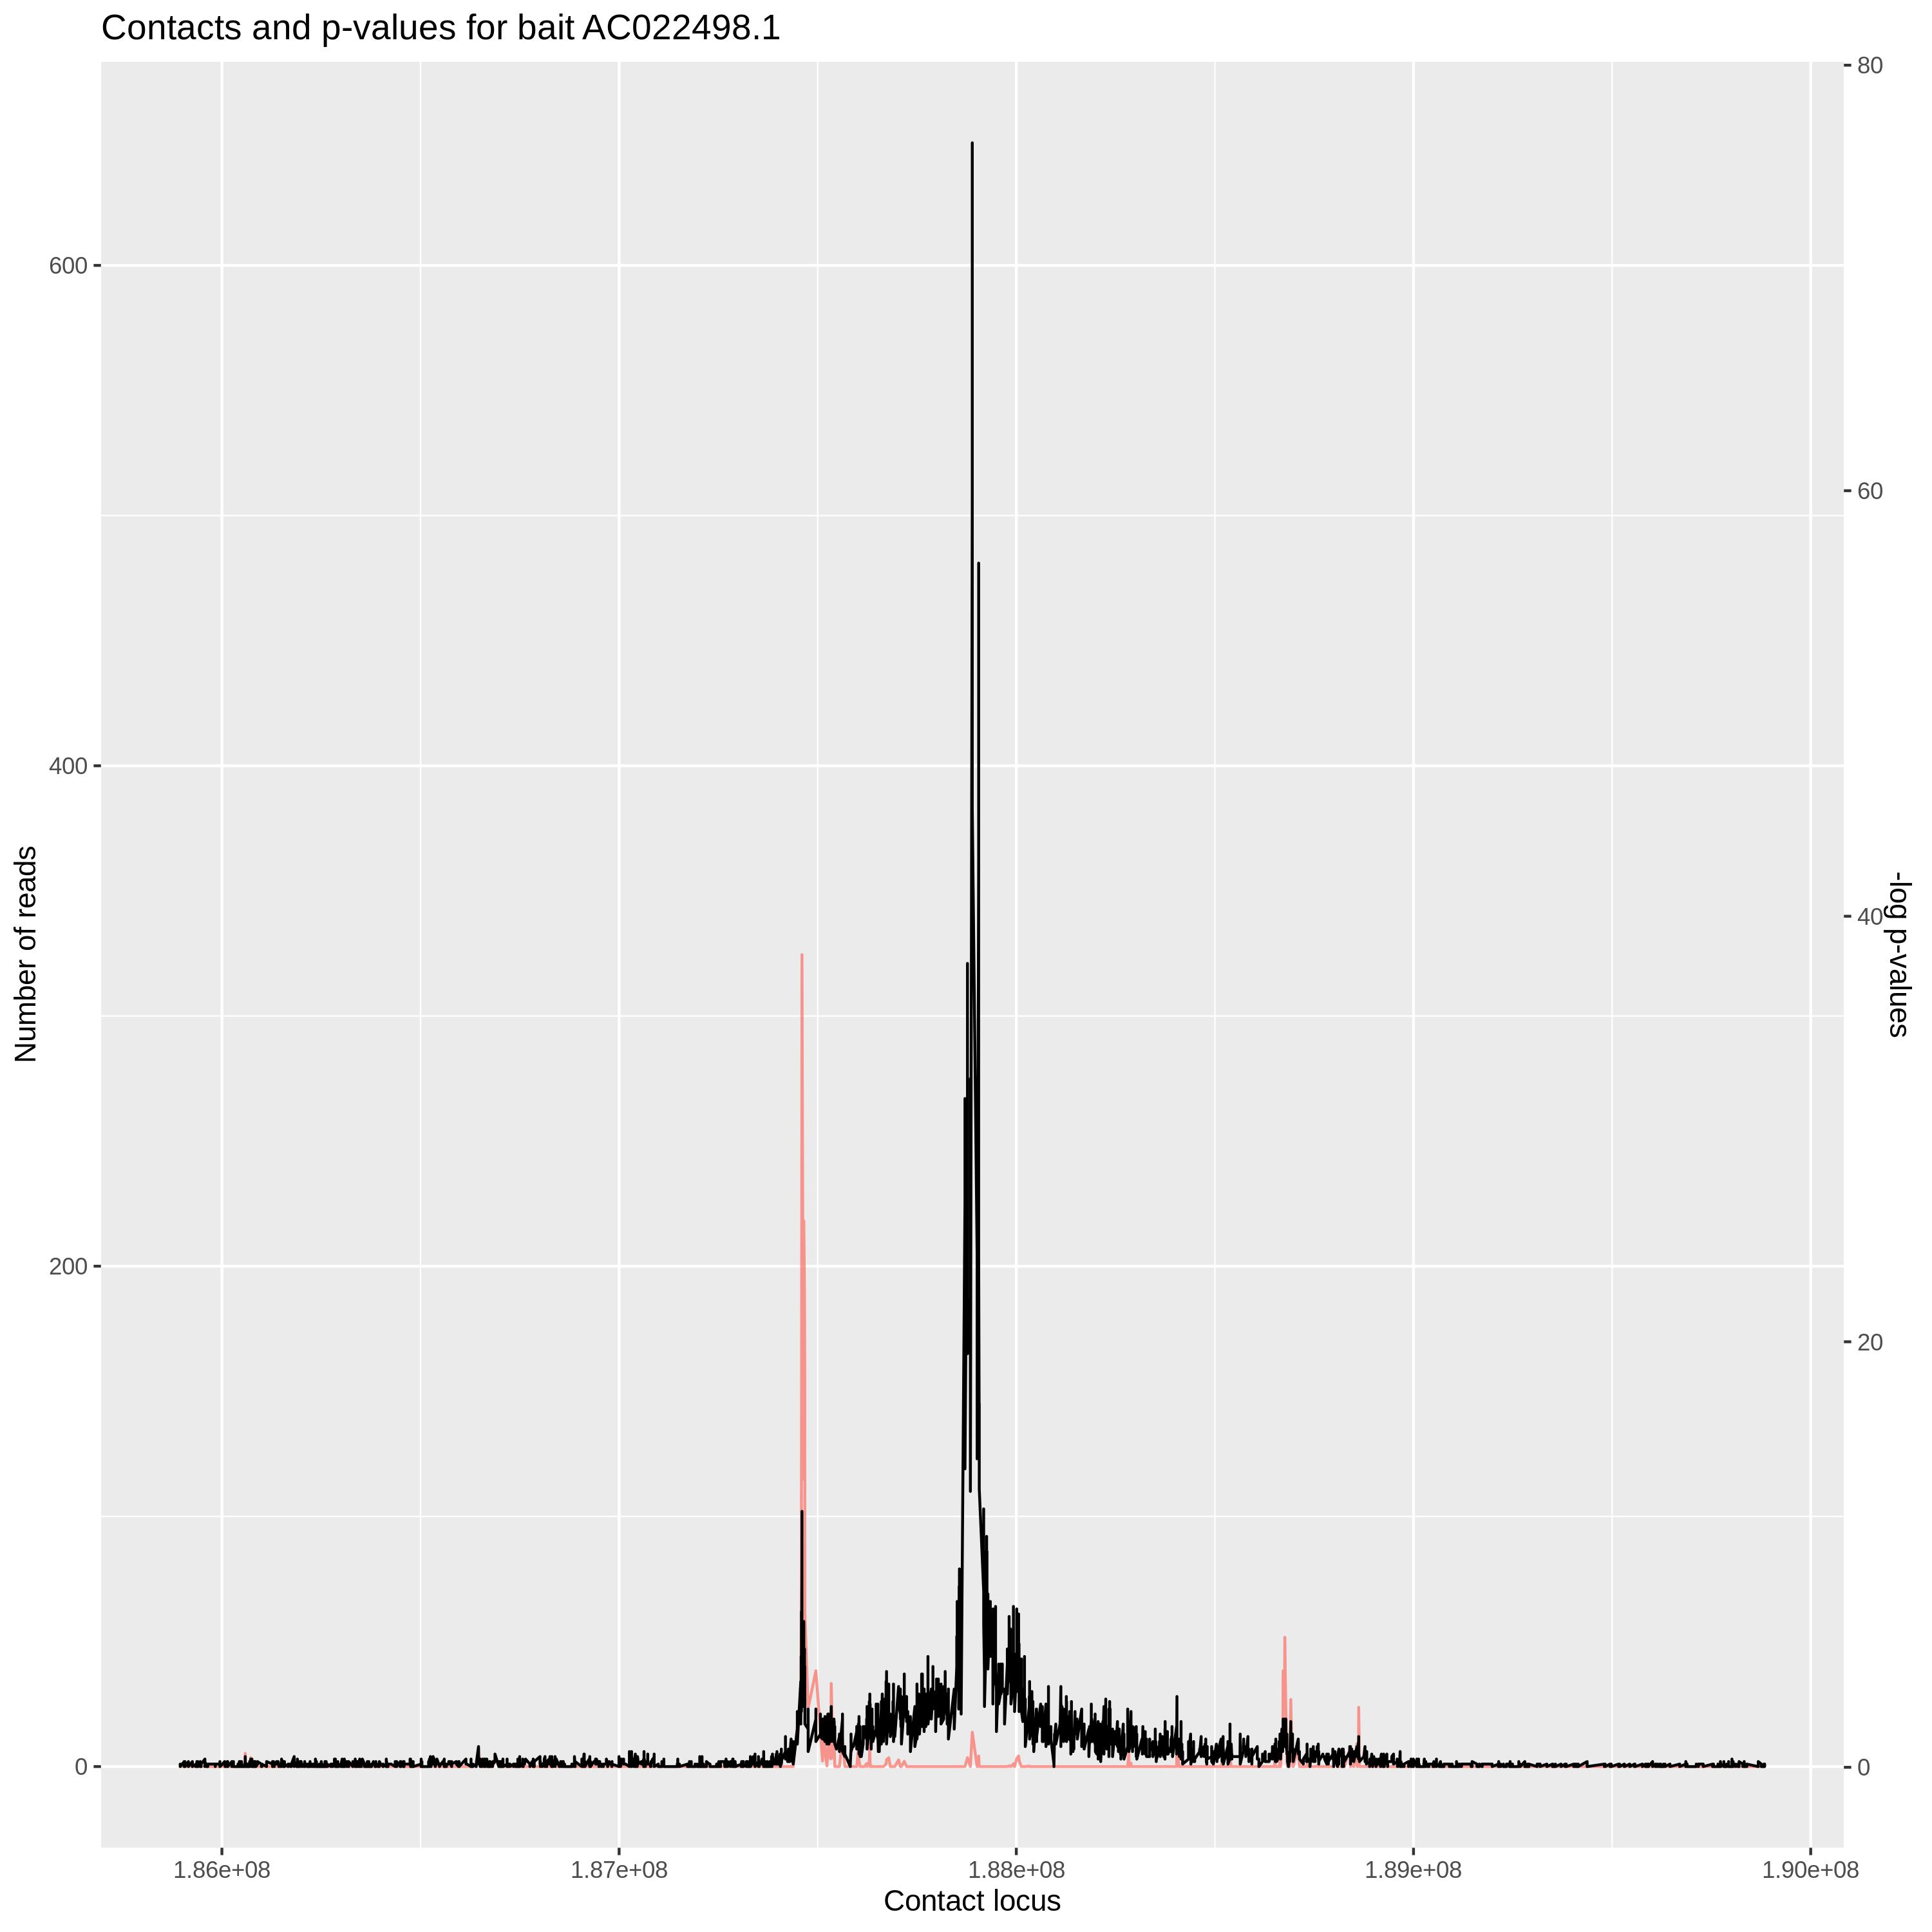 Contacts and p-values for bait AC022498.1
80
600
60
400
40
Number of reads
-log p-values
200
20
0
0
1.86e+08
1.87e+08
1.88e+08
1.89e+08
1.90e+08
Contact locus